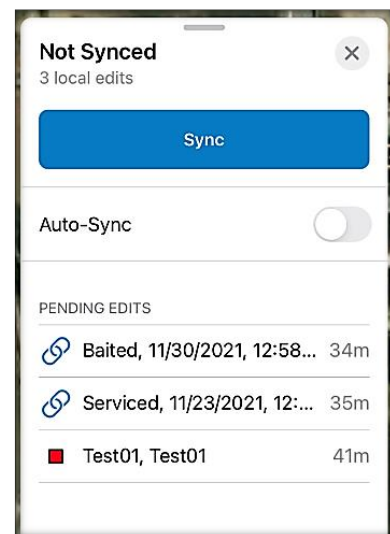 Not Synced
3 local edits
Sync
Auto-Sync
PENDING EDITS
Baited, 11/30/2021, 12:58... 34m
Serviced, 11/23/2021, 12:... 35m
Test01, Test01 41m